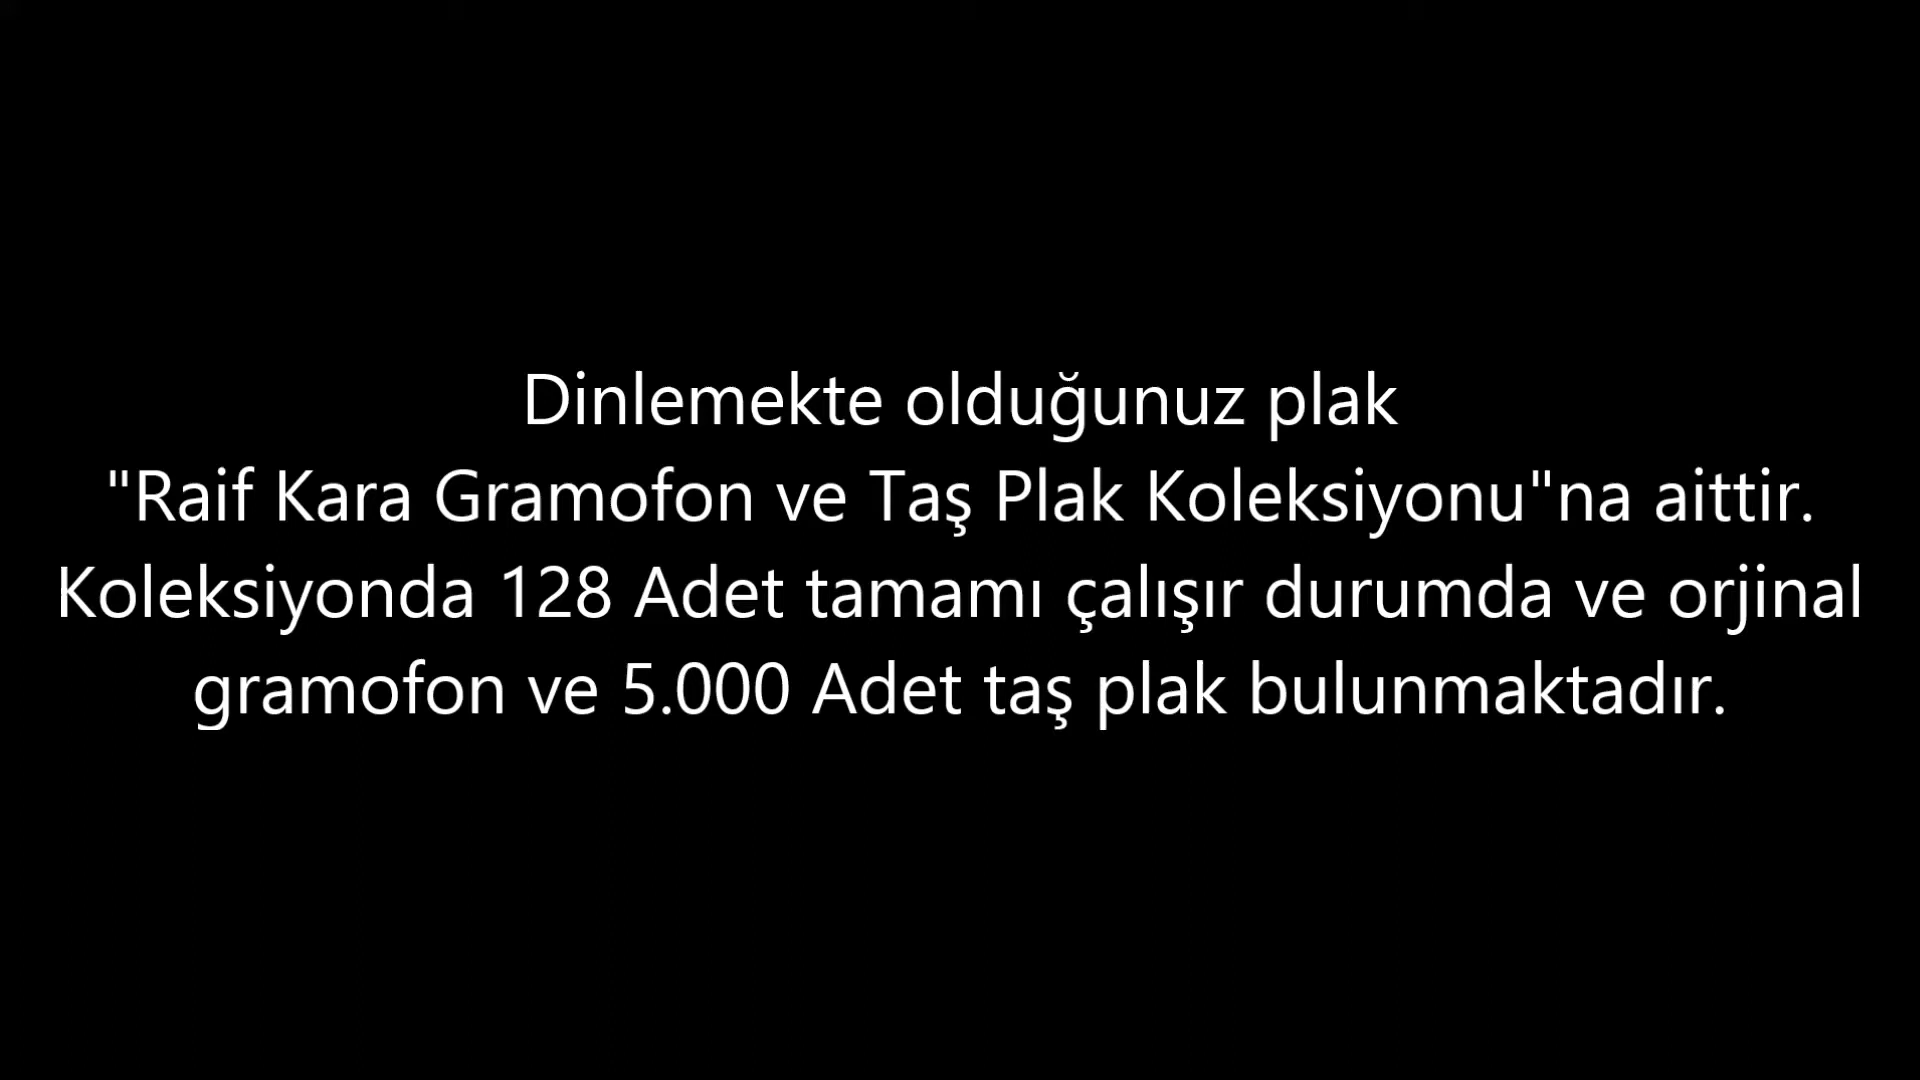 Dinlemekte olduğunuz plak
"Raif Kara Gramofon ve Taş Plak Koleksiyonu"na aittir.
Koleksiyonda 128 Adet tamamı çalışır durumda ve orjinal
gramofon ve 5.000 Adet taş plak bulunmaktadır.